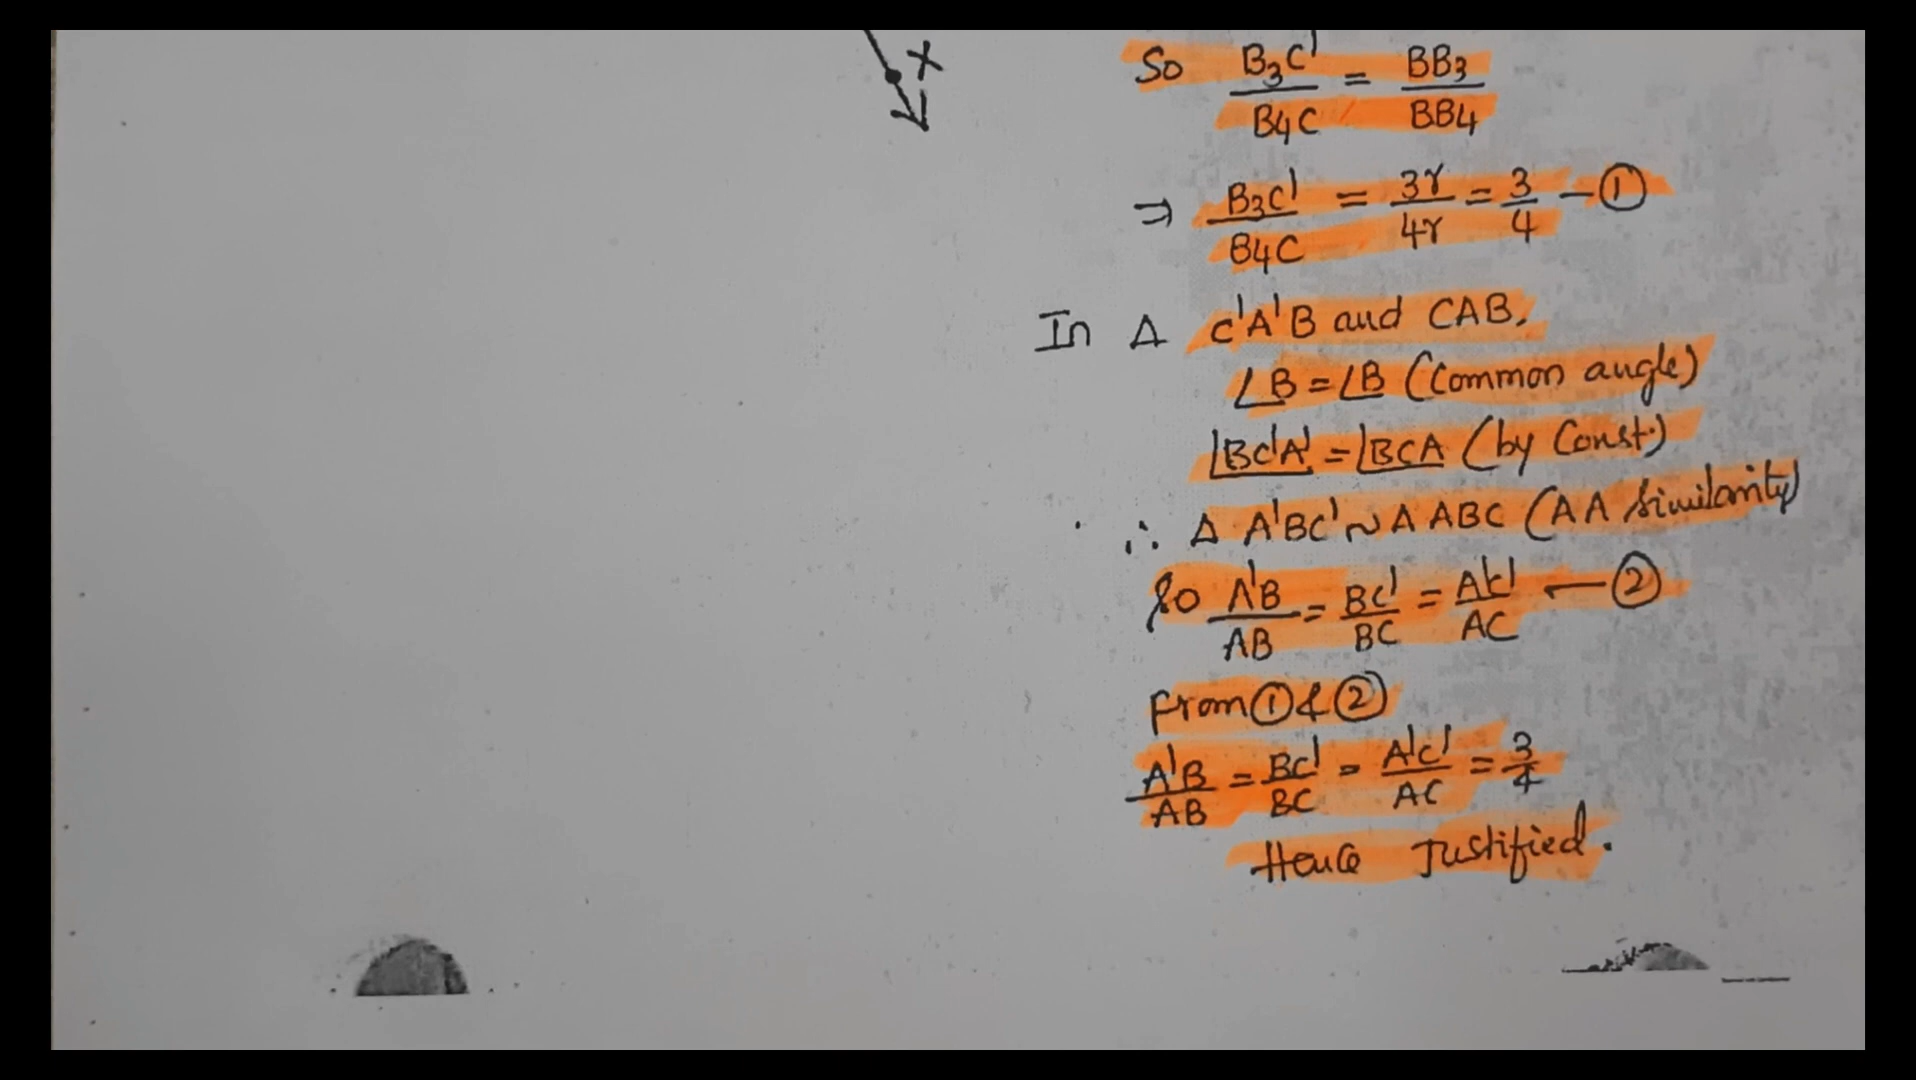 X
So B₃C' / B₄C = BB₃ / BB₄
⇒ B₃C' / B₄C = 3r / 4r = 3 / 4 — ①
In Δ C'A'B and CAB,
∠B = ∠B (Common angle)
∠BC'A' = ∠BCA (by Const.)
∴ Δ A'BC' ~ Δ ABC (AA Similarity)
So A'B / AB = BC' / BC = A'C' / AC — ②
From ① & ②
A'B / AB = BC' / BC = A'C' / AC = 3 / 4
Hence Justified.